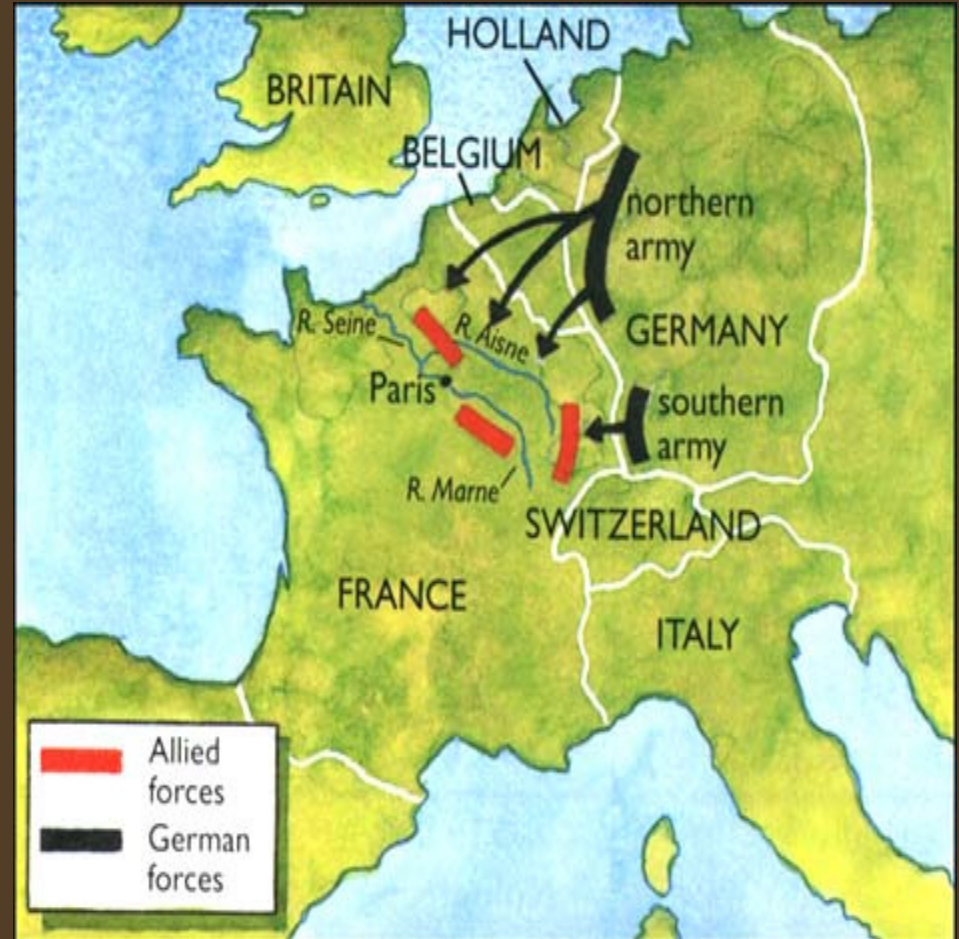 HOLLAND
BRITAIN
BELGIUM
northern
army
R. Seine
R. Aisne
GERMANY
Paris
southern
army
R. Marne
SWITZERLAND
FRANCE
ITALY
Allied
forces
German
forces